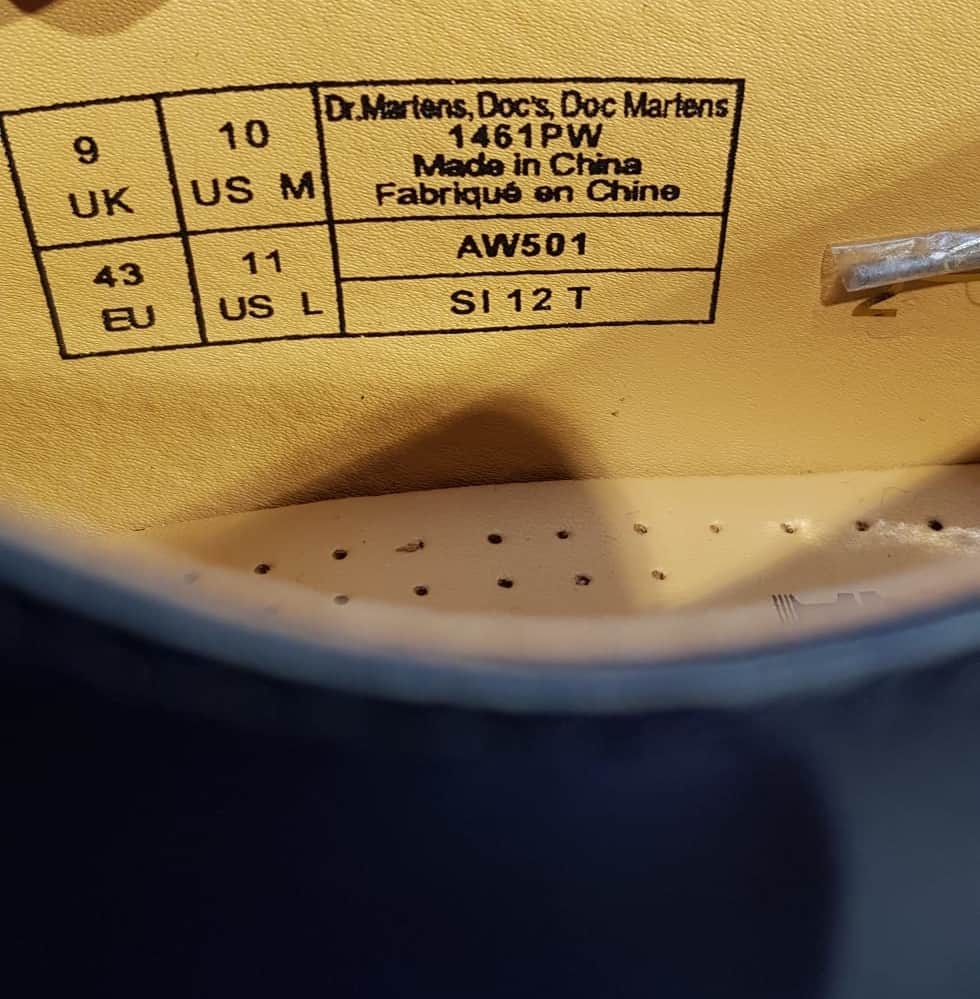 9
UK
10
US M
Dr.Martens, Doc's, Doc Martens
1461PW
Made in China
Fabriqué en Chine
43
EU
11
US L
AW501
SI 12 T